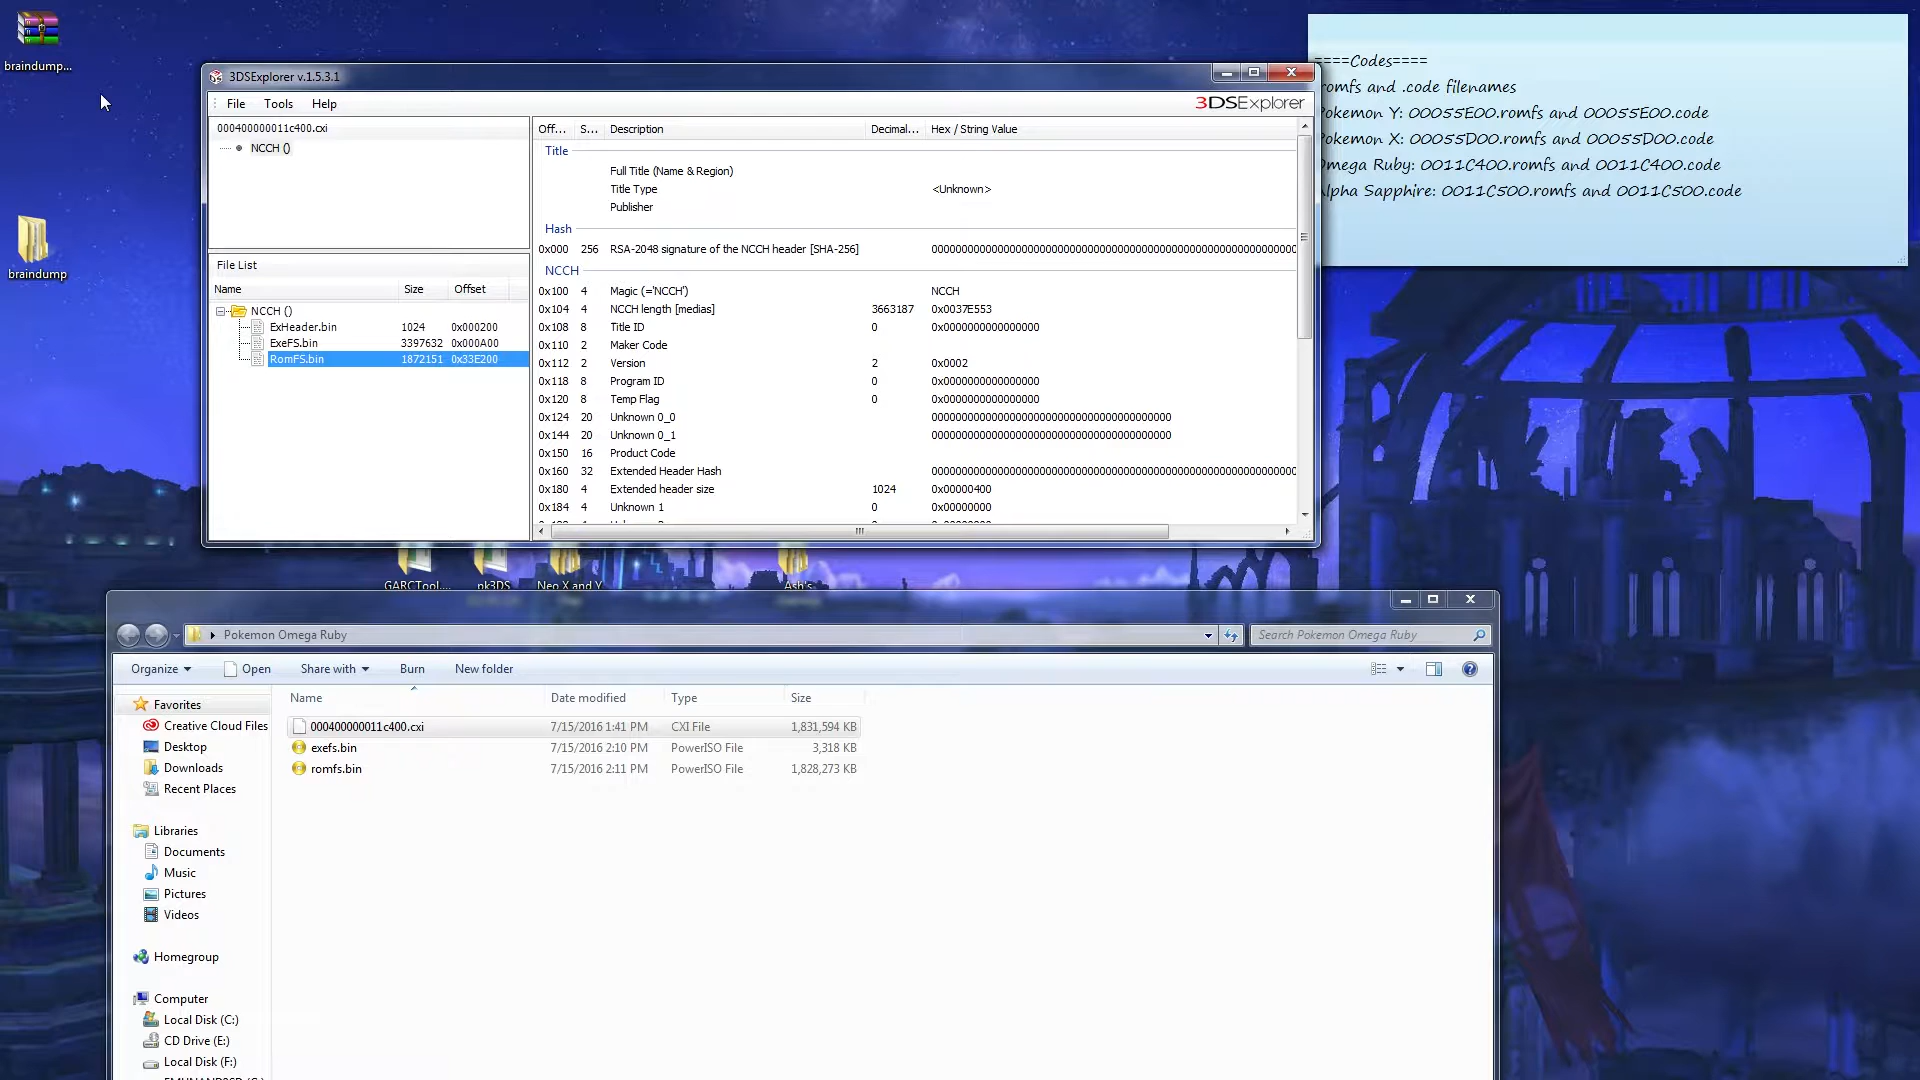 braindump...
braindump
====Codes====
romfs and .code filenames
Pokemon Y: 00055E00.romfs and 00055E00.code
Pokemon X: 00055D00.romfs and 00055D00.code
Omega Ruby: 0011C400.romfs and 0011C400.code
Alpha Sapphire: 0011C500.romfs and 0011C500.code
3DSExplorer v.1.5.3.1
File Tools Help
3DSExplorer
000400000011c400.cxi
NCCH ()
File List
Name Size Offset
NCCH ()
ExHeader.bin 1024 0x000200
ExeFS.bin 3397632 0x000A00
RomFS.bin 1872151 0x33E200
Off... S... Description Decimal... Hex / String Value
Title
Full Title (Name & Region)
Title Type <Unknown>
Publisher
Hash
0x000 256 RSA-2048 signature of the NCCH header [SHA-256]
NCCH
0x100 4 Magic (='NCCH') NCCH
0x104 4 NCCH length [medias] 3663187 0x0037E553
0x108 8 Title ID 0 0x0000000000000000
0x110 2 Maker Code
0x112 2 Version 2 0x0002
0x118 8 Program ID 0 0x0000000000000000
0x120 8 Temp Flag 0 0x0000000000000000
0x124 20 Unknown 0_0 0000000000000000000000000000000000000000
0x144 20 Unknown 0_1 0000000000000000000000000000000000000000
0x150 16 Product Code
0x160 32 Extended Header Hash
0x180 4 Extended header size 1024 0x00000400
0x184 4 Unknown 1 0 0x00000000
GARCTool... pk3DS Neo X and Y Ash's
Pokemon Omega Ruby
Search Pokemon Omega Ruby
Organize Open Share with Burn New folder
Favorites
Creative Cloud Files
Desktop
Downloads
Recent Places
Libraries
Documents
Music
Pictures
Videos
Homegroup
Computer
Local Disk (C:)
CD Drive (E:)
Local Disk (F:)
Name Date modified Type Size
000400000011c400.cxi 7/15/2016 1:41 PM CXI File 1,831,594 KB
exefs.bin 7/15/2016 2:10 PM PowerISO File 3,318 KB
romfs.bin 7/15/2016 2:11 PM PowerISO File 1,828,273 KB